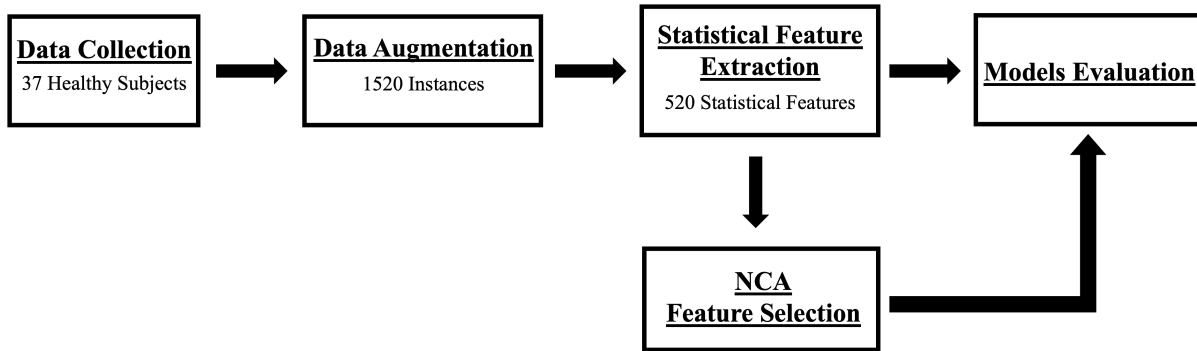 Data Collection
37 Healthy Subjects
Data Augmentation
1520 Instances
Statistical Feature
Extraction
520 Statistical Features
Models Evaluation
NCA
Feature Selection